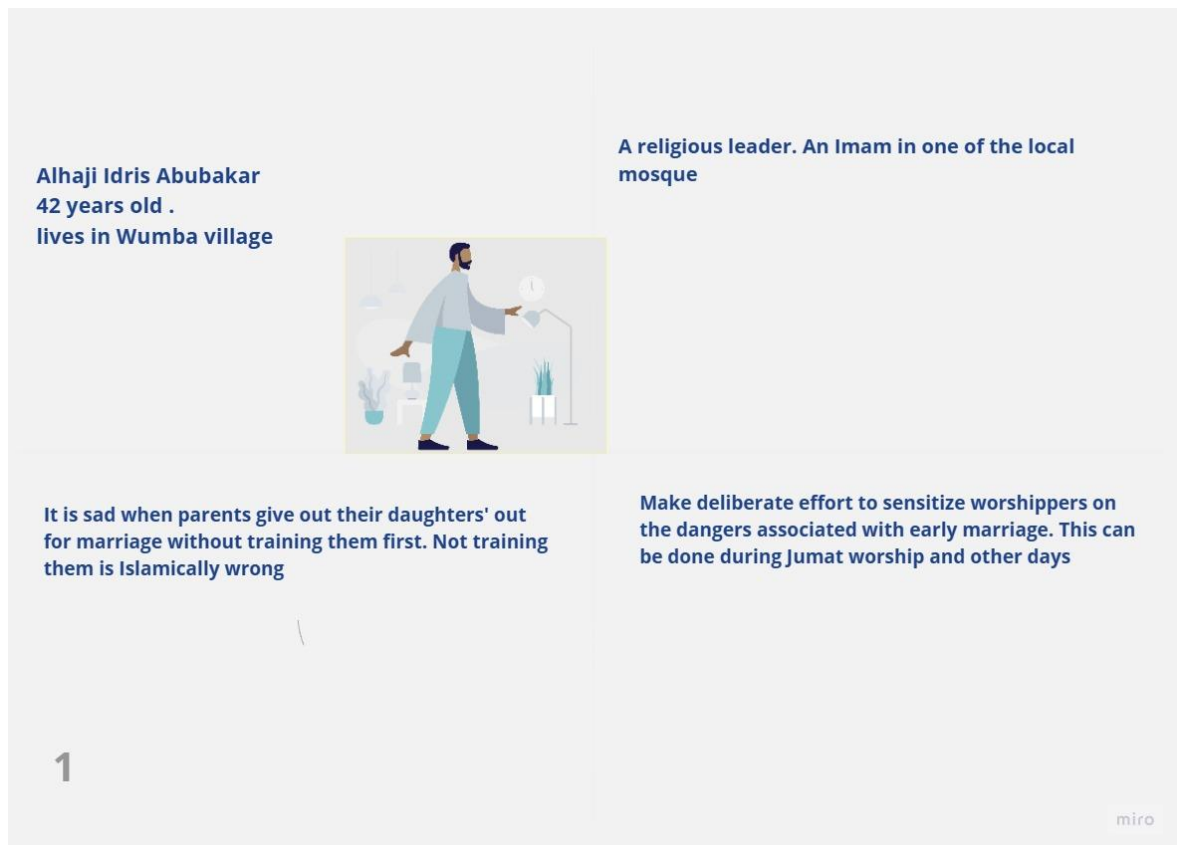 Alhaji Idris Abubakar
42 years old .
lives in Wumba village
A religious leader. An Imam in one of the local
mosque
It is sad when parents give out their daughters' out
for marriage without training them first. Not training
them is Islamically wrong
Make deliberate effort to sensitize worshippers on
the dangers associated with early marriage. This can
be done during Jumat worship and other days
1
miro